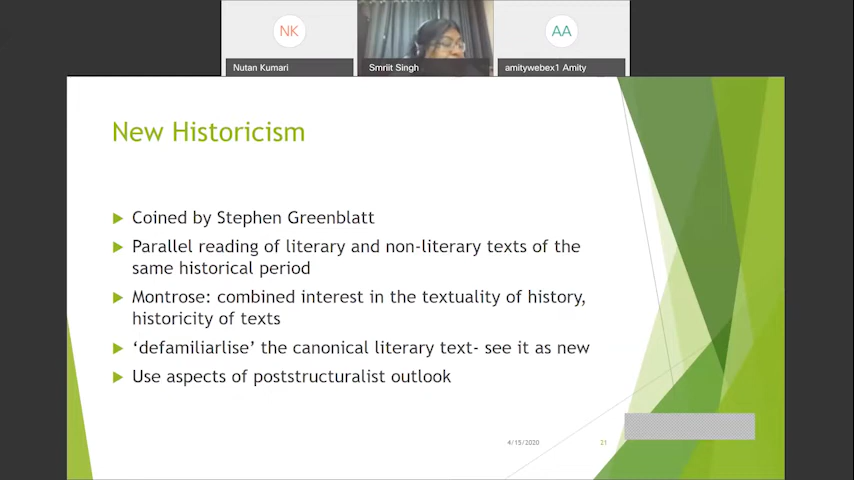 NK
AA
Nutan Kumari
Smriit Singh
amitywebex1 Amity
New Historicism
Coined by Stephen Greenblatt
Parallel reading of literary and non-literary texts of the
same historical period
Montrose: combined interest in the textuality of history,
historicity of texts
‘defamiliarlise’ the canonical literary text- see it as new
Use aspects of poststructuralist outlook
4/15/2020
21